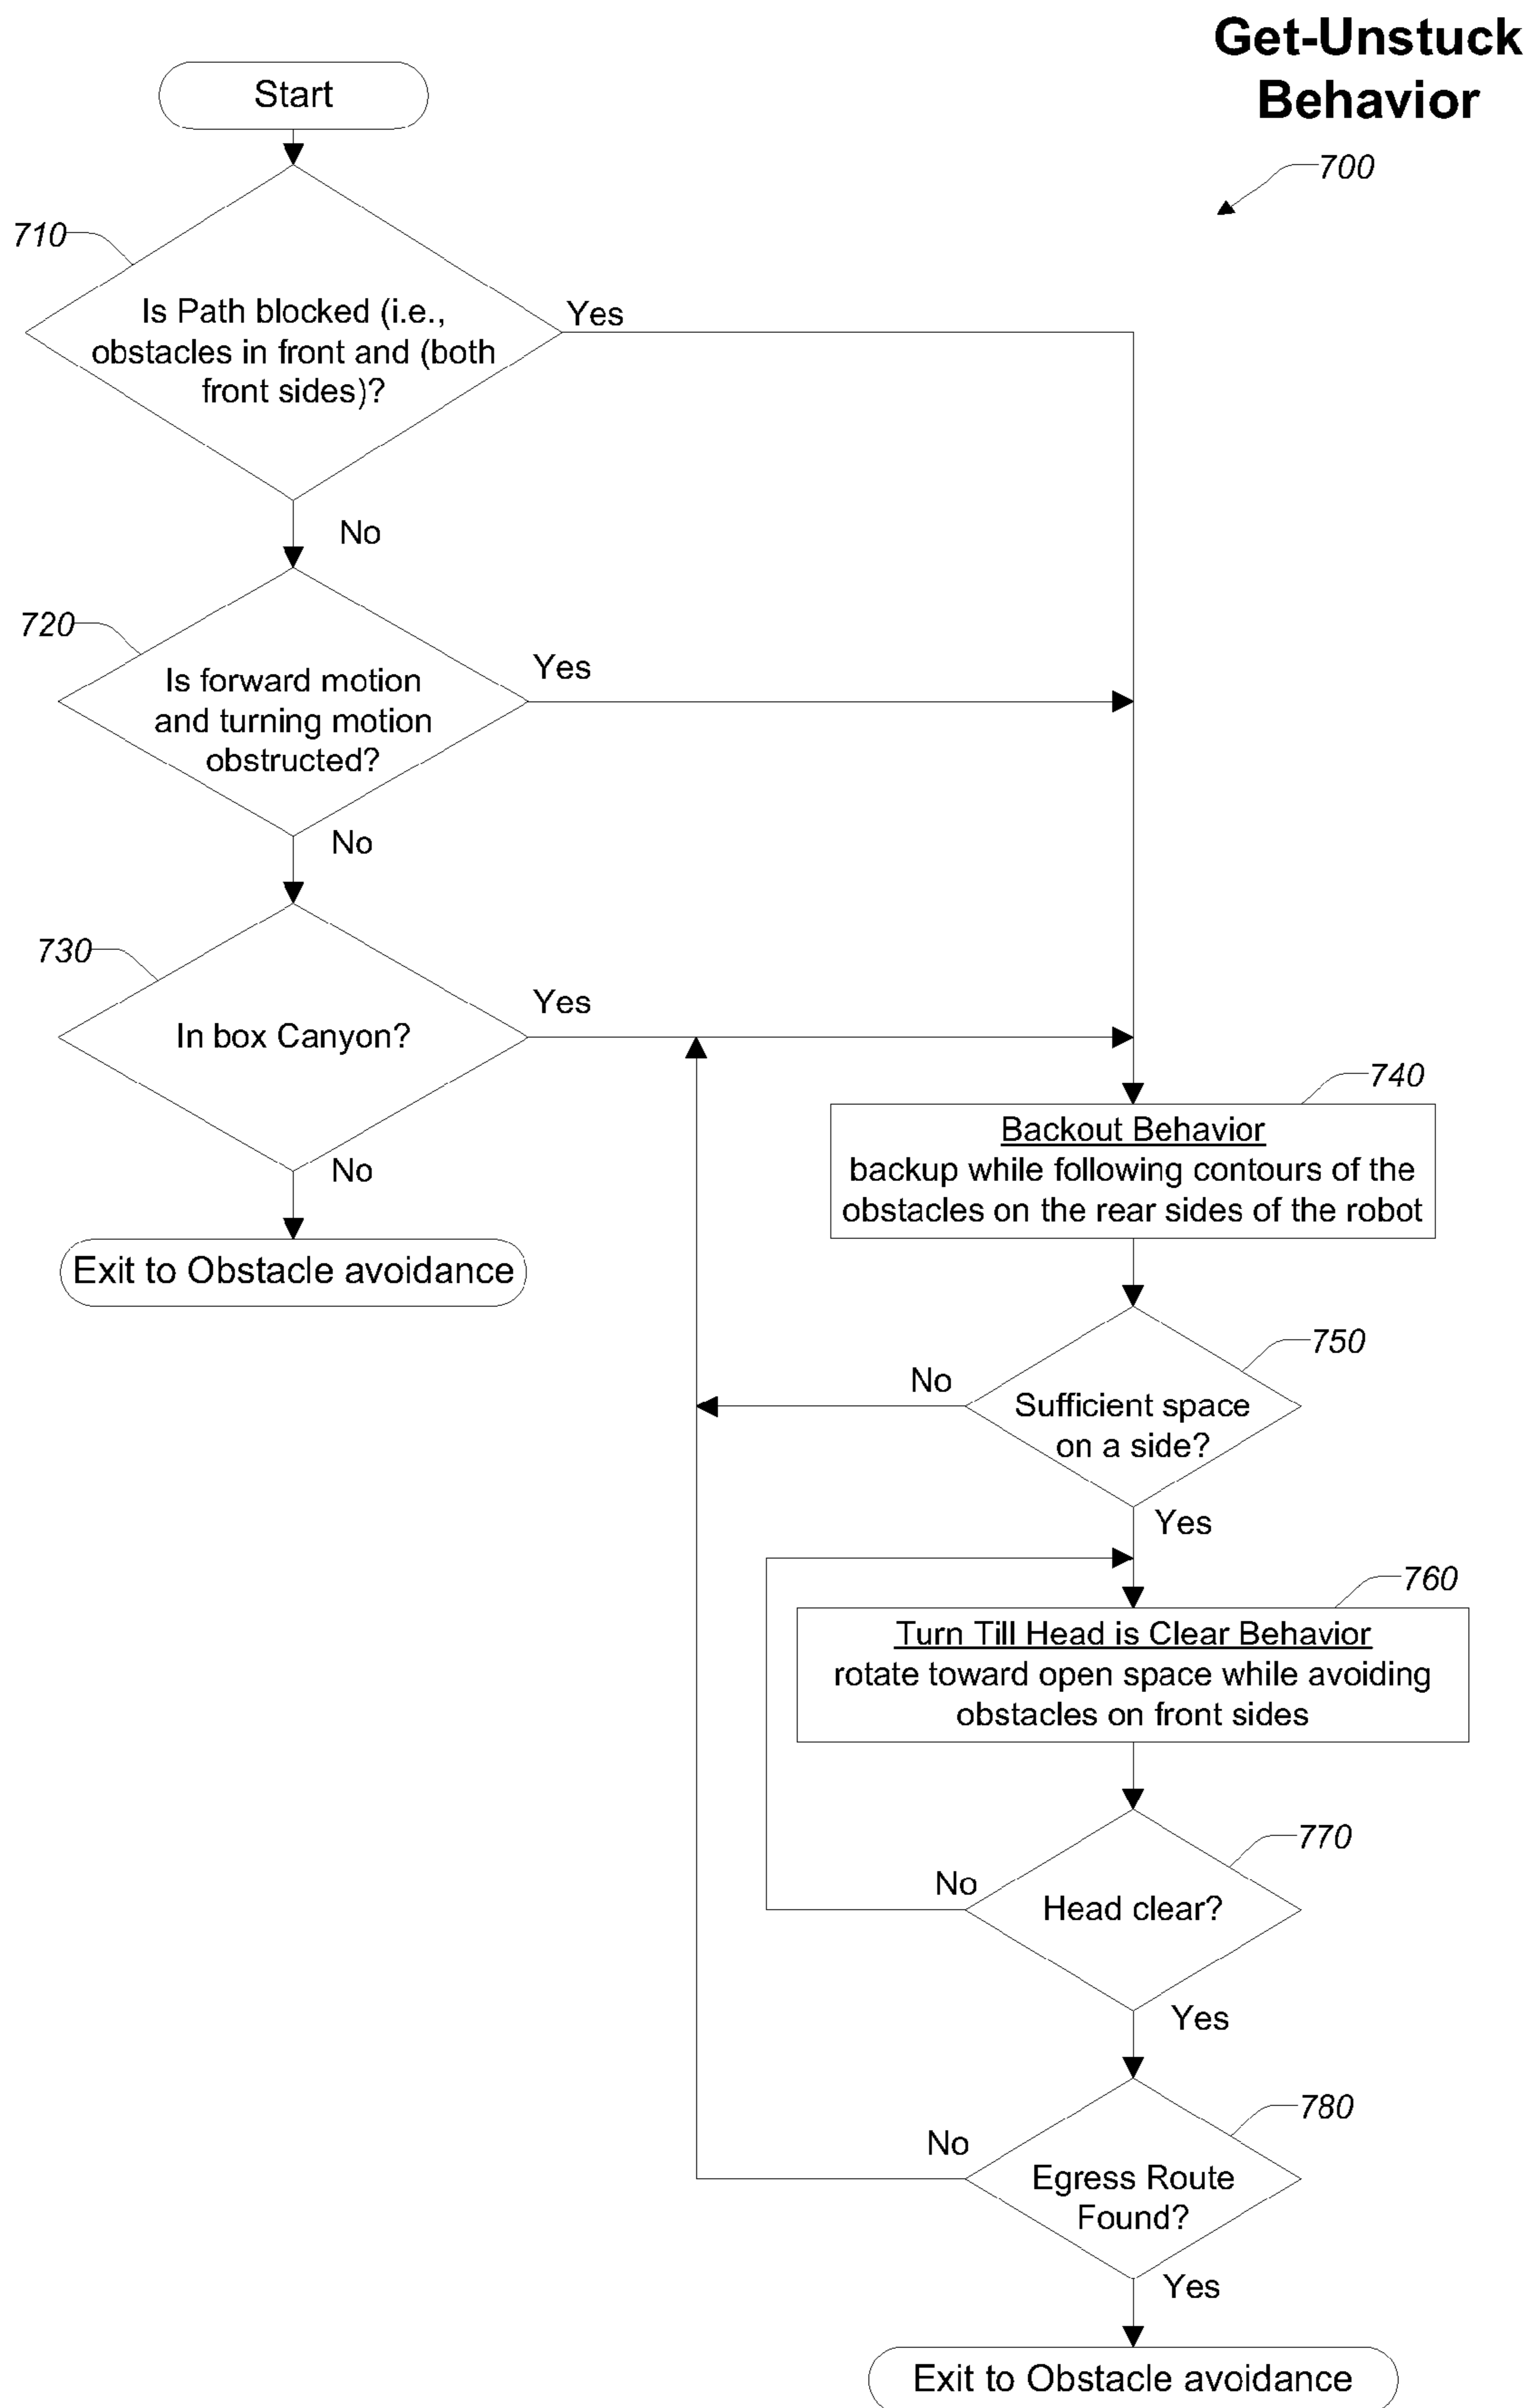 Get-Unstuck
Behavior
700
Start
710
Is Path blocked (i.e.,
obstacles in front and (both
front sides)?
Yes
No
720
Is forward motion
and turning motion
obstructed?
Yes
No
730
In box Canyon?
Yes
No
Exit to Obstacle avoidance
740
Backout Behavior
backup while following contours of the
obstacles on the rear sides of the robot
750
Sufficient space
on a side?
No
Yes
760
Turn Till Head is Clear Behavior
rotate toward open space while avoiding
obstacles on front sides
770
Head clear?
No
Yes
780
Egress Route
Found?
No
Yes
Exit to Obstacle avoidance